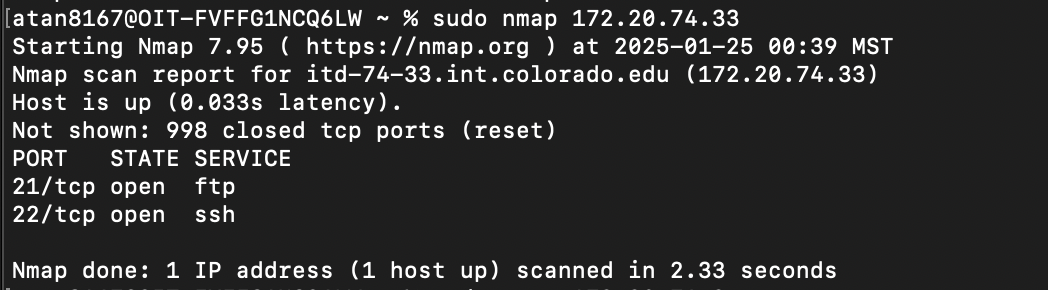 [atan8167@OIT-FVFFG1NCQ6LW ~ % sudo nmap 172.20.74.33
Starting Nmap 7.95 ( https://nmap.org ) at 2025-01-25 00:39 MST
Nmap scan report for itd-74-33.int.colorado.edu (172.20.74.33)
Host is up (0.033s latency).
Not shown: 998 closed tcp ports (reset)
PORT   STATE SERVICE
21/tcp open  ftp
22/tcp open  ssh

Nmap done: 1 IP address (1 host up) scanned in 2.33 seconds